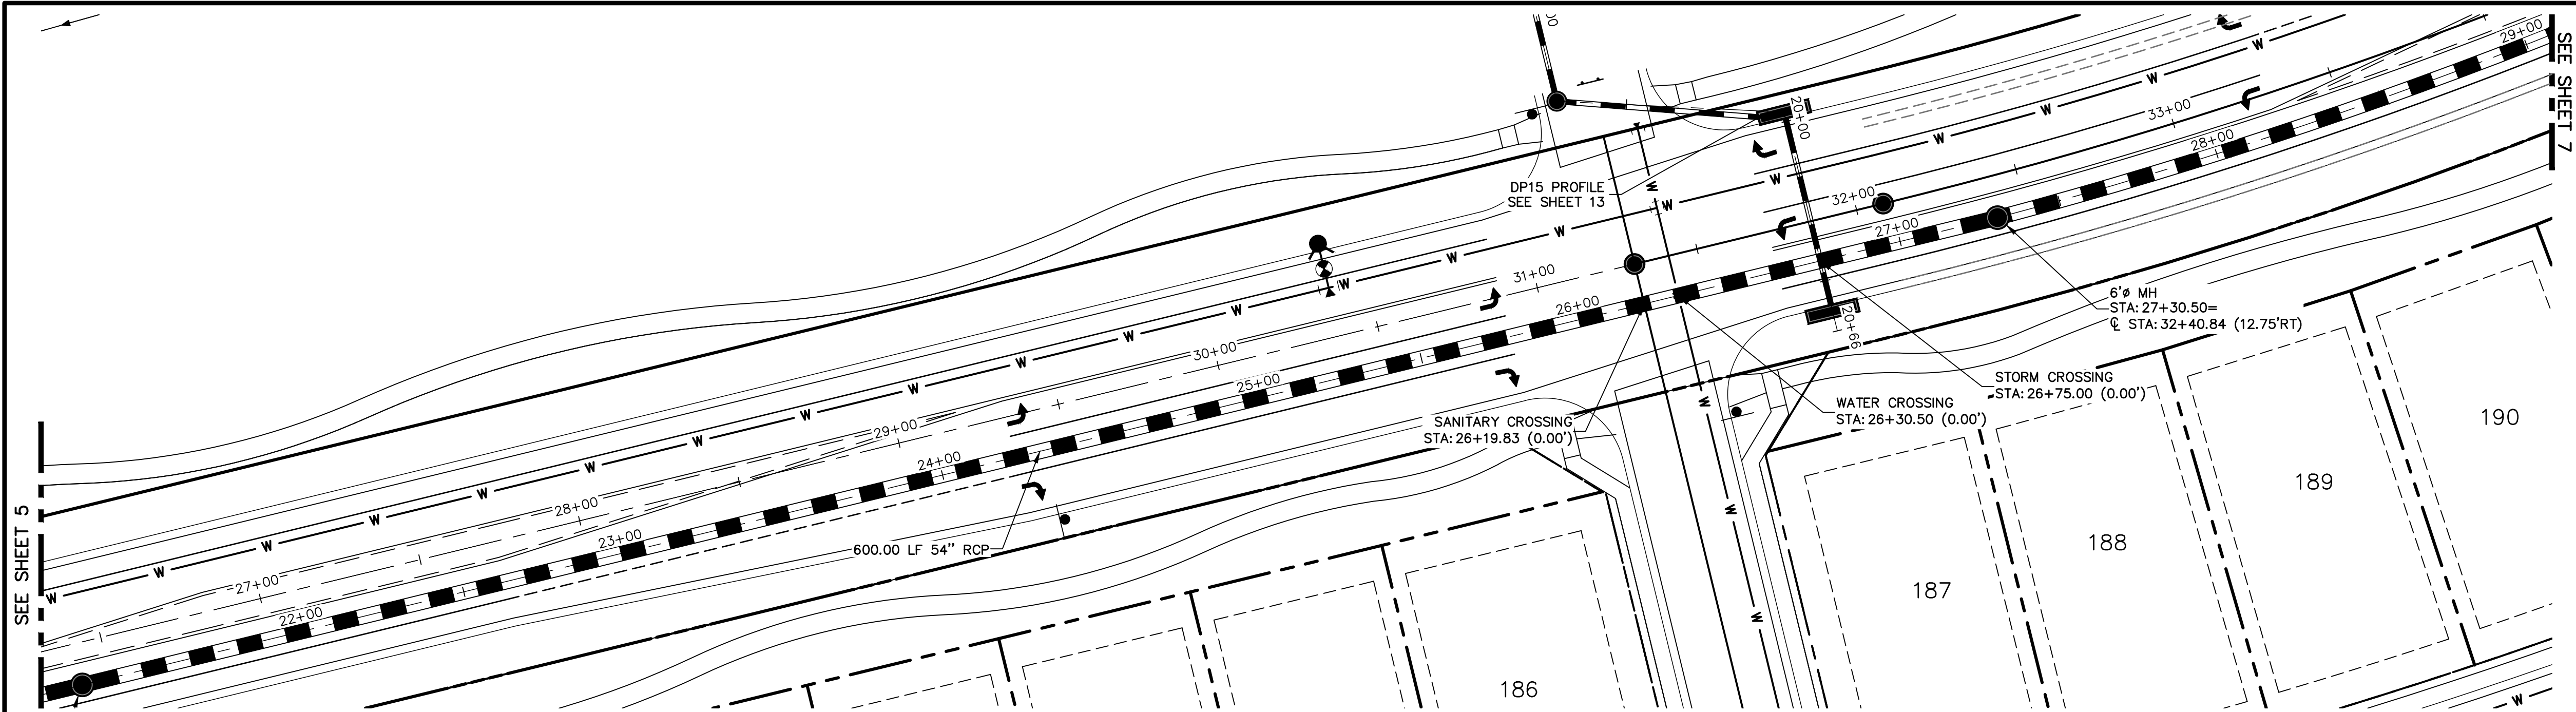 00
29+00
SEE SHEET 7
20+00
33+00
28+00
DP15 PROFILE
SEE SHEET 13
W
32+00
27+00
31+00
26+00
6'ø MH
STA: 27+30.50=
℄ STA: 32+40.84 (12.75'RT)
20+66
30+00
25+00
STORM CROSSING
STA: 26+75.00 (0.00')
WATER CROSSING
STA: 26+30.50 (0.00')
SANITARY CROSSING
STA: 26+19.83 (0.00')
190
29+00
24+00
189
28+00
23+00
SEE SHEET 5
600.00 LF 54" RCP
188
27+00
22+00
187
186